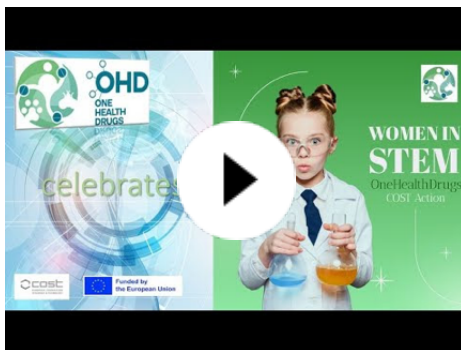 OHD
ONE
HEALTH
DRUGS
celebrates
cost
Funded by
the European Union
WOMEN IN
STEM
OneHealthDrugs
COST Action